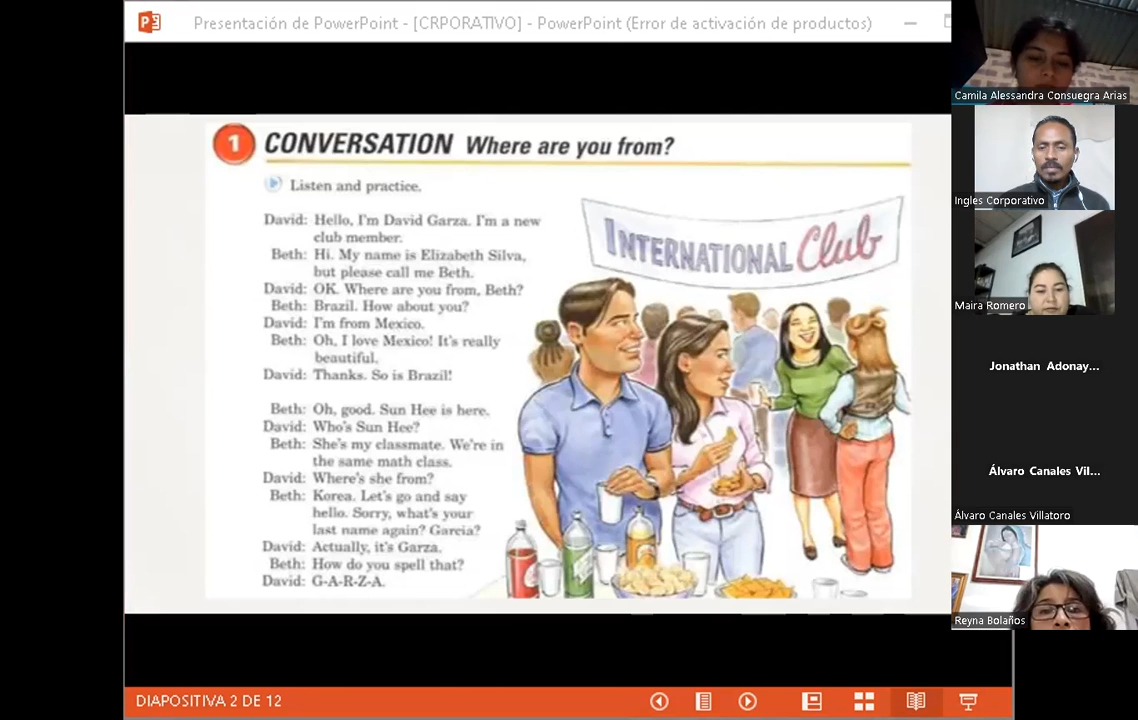 Presentación de PowerPoint - [CRPORATIVO] - PowerPoint (Error de activación de productos)
1 CONVERSATION Where are you from?
Listen and practice.
David: Hello, I'm David Garza. I'm a new
club member.
Beth: Hi. My name is Elizabeth Silva,
but please call me Beth.
David: OK. Where are you from, Beth?
Beth: Brazil. How about you?
David: I'm from Mexico.
Beth: Oh, I love Mexico! It's really
beautiful.
David: Thanks. So is Brazil!
Beth: Oh, good. Sun Hee is here.
David: Who's Sun Hee?
Beth: She's my classmate. We're in
the same math class.
David: Where's she from?
Beth: Korea. Let's go and say
hello. Sorry, what's your
last name again? Garcia?
David: Actually, it's Garza.
Beth: How do you spell that?
David: G-A-R-Z-A.
INTERNATIONAL Club
DIAPOSITIVA 2 DE 12
Camila Alessandra Consuegra Arias
Ingles Corporativo
Maira Romero
Jonathan Adonay...
Álvaro Canales Vil...
Álvaro Canales Villatoro
Reyna Bolaños